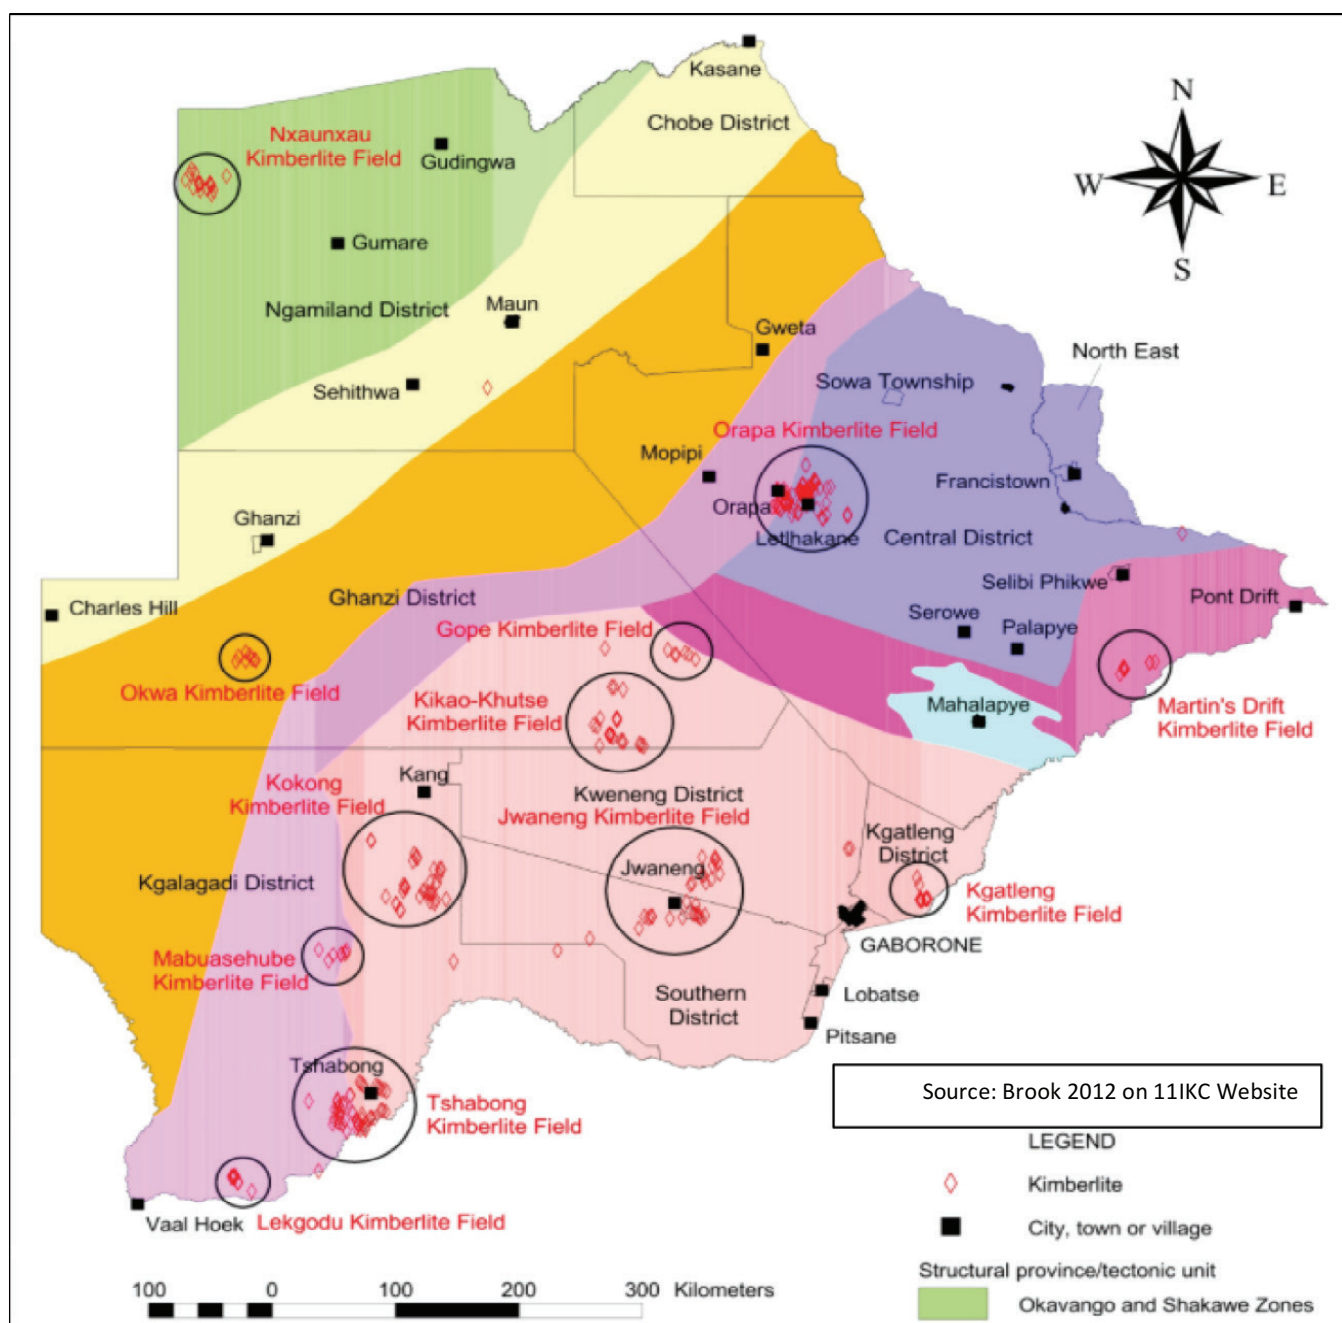 Kasane
Chobe District
N
W
E
S
Nxaunxau
Kimberlite Field
Gudingwa
Gumare
Ngamiland District
Maun
Sehithwa
Gweta
North East
Sowa Township
Orapa Kimberlite Field
Mopipi
Francistown
Orapa
Letlhakane
Central District
Ghanzi
Selibi Phikwe
Pont Drift
Charles Hill
Ghanzi District
Serowe
Palapye
Gope Kimberlite Field
Okwa Kimberlite Field
Kikao-Khutse
Kimberlite Field
Mahalapye
Martin's Drift
Kimberlite Field
Kokong
Kimberlite Field
Kang
Kweneng District
Jwaneng Kimberlite Field
Kgatleng
District
Jwaneng
Kgalagadi District
Kgatleng
Kimberlite Field
GABORONE
Mabuasehube
Kimberlite Field
Southern
District
Lobatse
Pitsane
Tshabong
Tshabong
Kimberlite Field
Source: Brook 2012 on 11IKC Website
LEGEND
Kimberlite
Vaal Hoek
Lekgodu Kimberlite Field
City, town or village
Structural province/tectonic unit
100 0 100 200 300 Kilometers
Okavango and Shakawe Zones